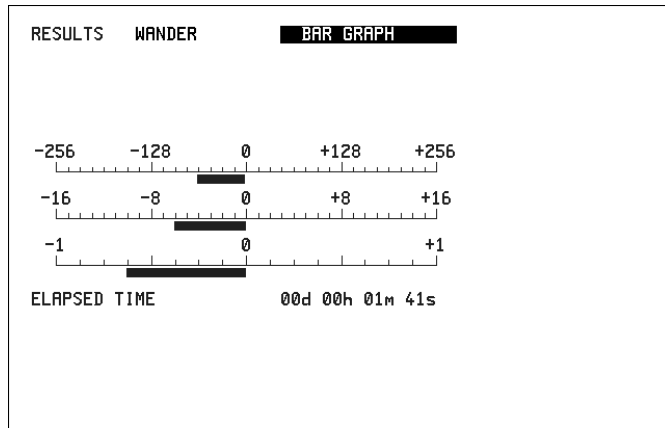 RESULTS WANDER BAR GRAPH
-256 -128 0 +128 +256
-16 -8 0 +8 +16
-1 0 +1
ELAPSED TIME 00d 00h 01m 41s